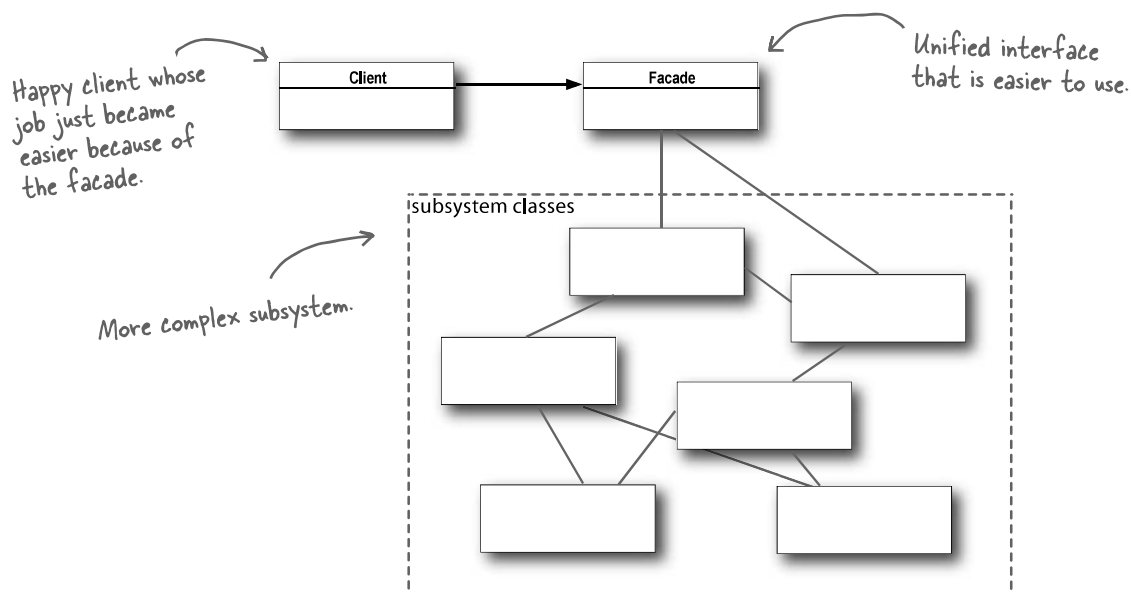 Happy client whose
job just became
easier because of
the facade.
Client
Facade
Unified interface
that is easier to use.
subsystem classes
More complex subsystem.